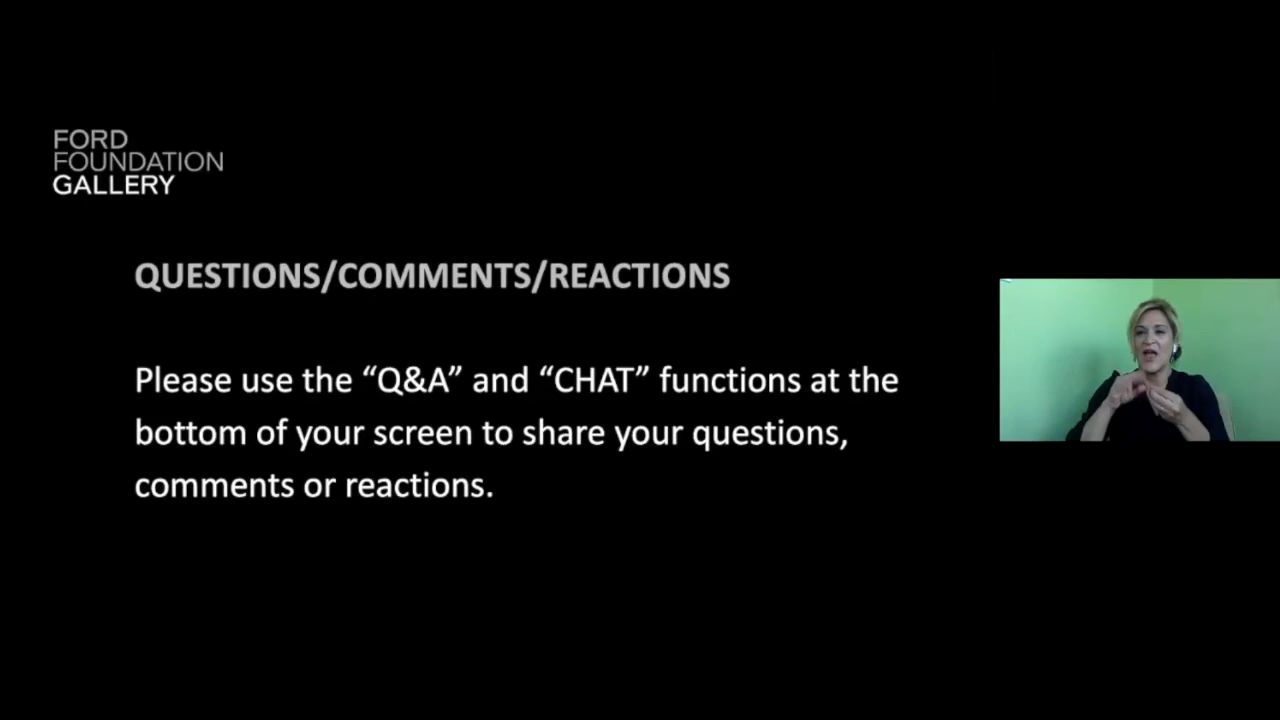 FORD
FOUNDATION
GALLERY
QUESTIONS/COMMENTS/REACTIONS
Please use the “Q&A” and “CHAT” functions at the
bottom of your screen to share your questions,
comments or reactions.